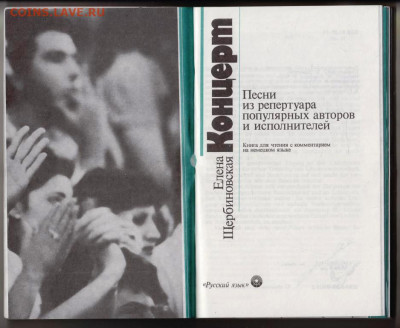 COINS.LAVE.RU
Елена
Щербиновская
Концерт
Песни
из репертуара
популярных авторов
и исполнителей
Книга для чтения с комментарием
на немецком языке
«Русский язык»